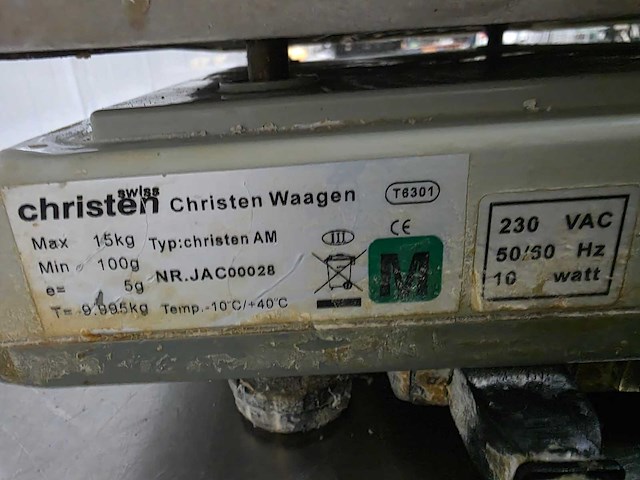 swiss
christen Christen Waagen T6301
Max 15kg Typ:christen AM III CE
Min 100g
e= 5g NR.JAC00028 M
T= 9.995kg Temp.-10°C/+40°C
230 VAC
50/60 Hz
10 watt